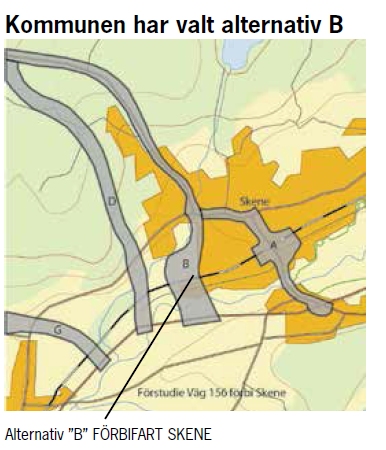 Kommunen har valt alternativ B
Skene
D
A
B
G
Förstudie Väg 156 förbi Skene
Alternativ ”B” FÖRBIFART SKENE